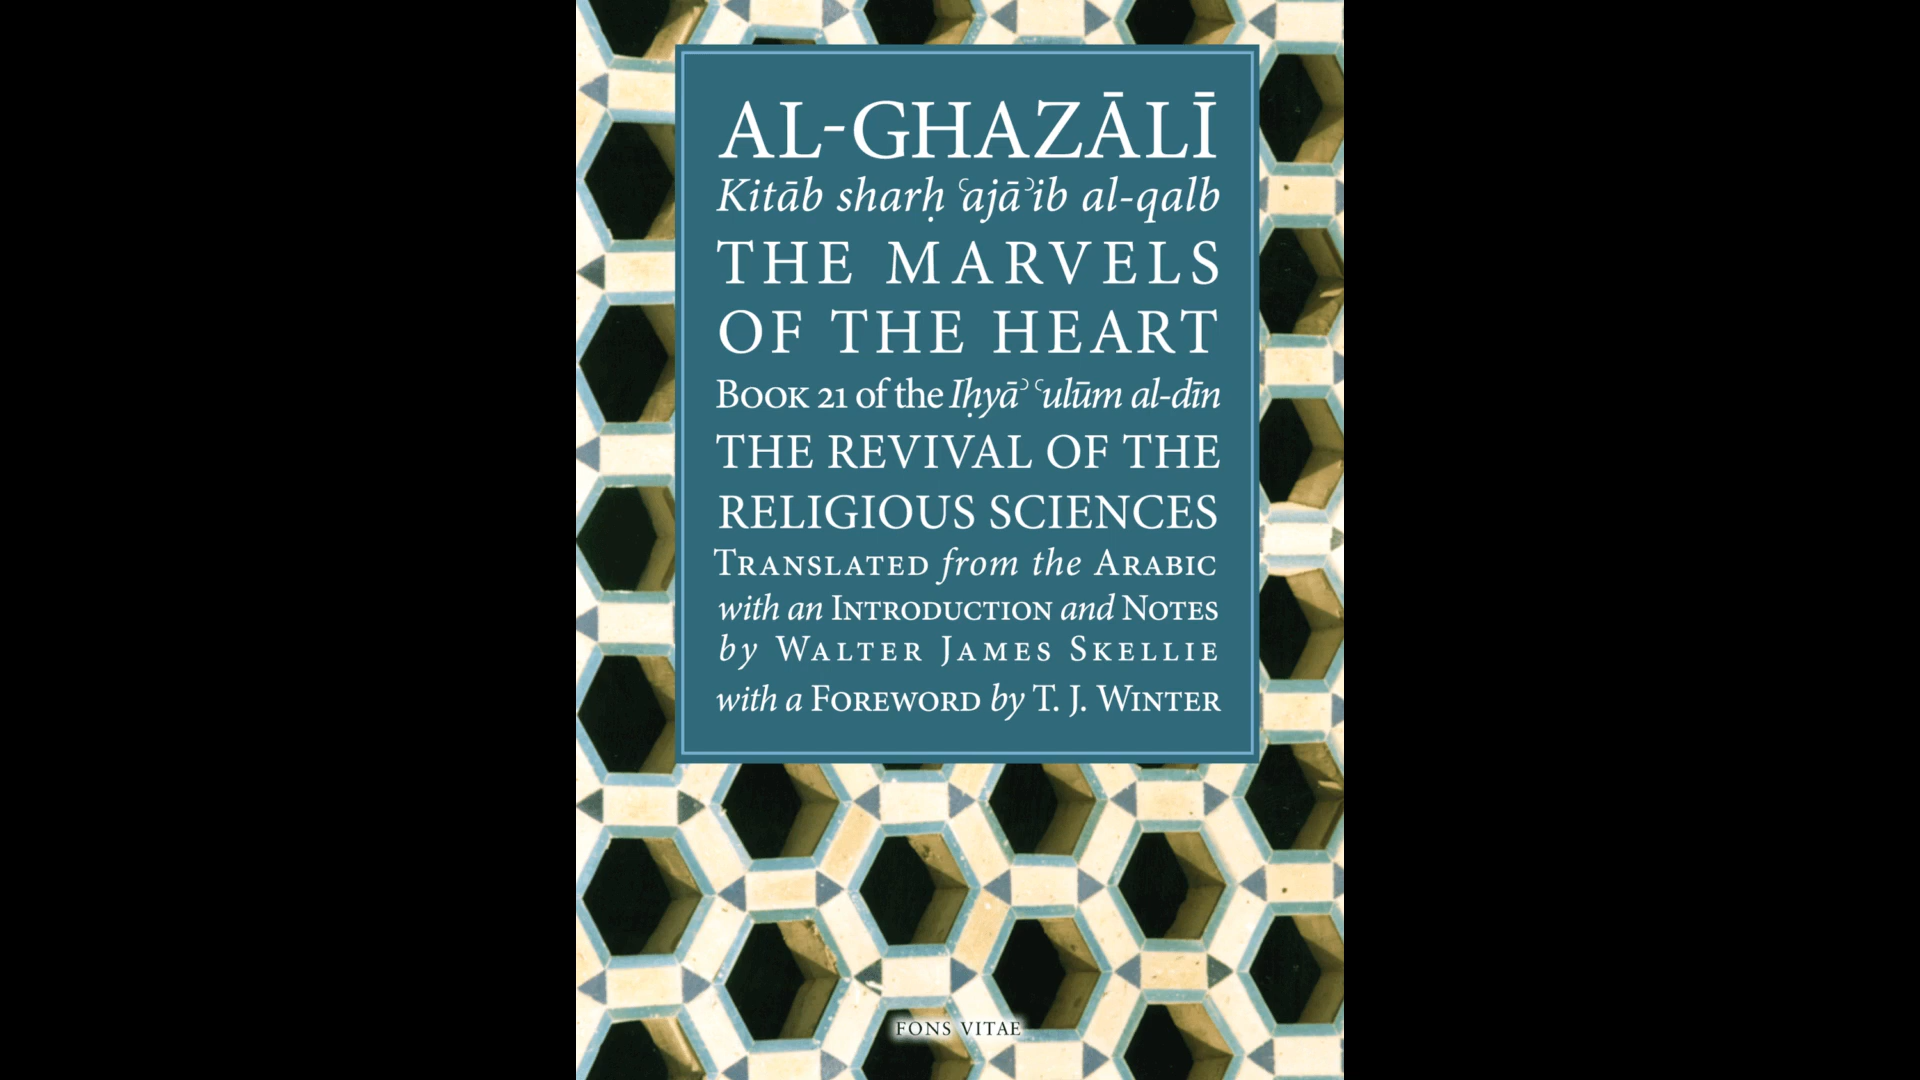 AL-GHAZĀLĪ
Kitāb sharḥ ʿajāʾib al-qalb
THE MARVELS
OF THE HEART
Book 21 of the Iḥyāʾ ʿulūm al-dīn
THE REVIVAL OF THE
RELIGIOUS SCIENCES
Translated from the Arabic
with an Introduction and Notes
by Walter James Skellie
with a Foreword by T. J. Winter
FONS VITAE